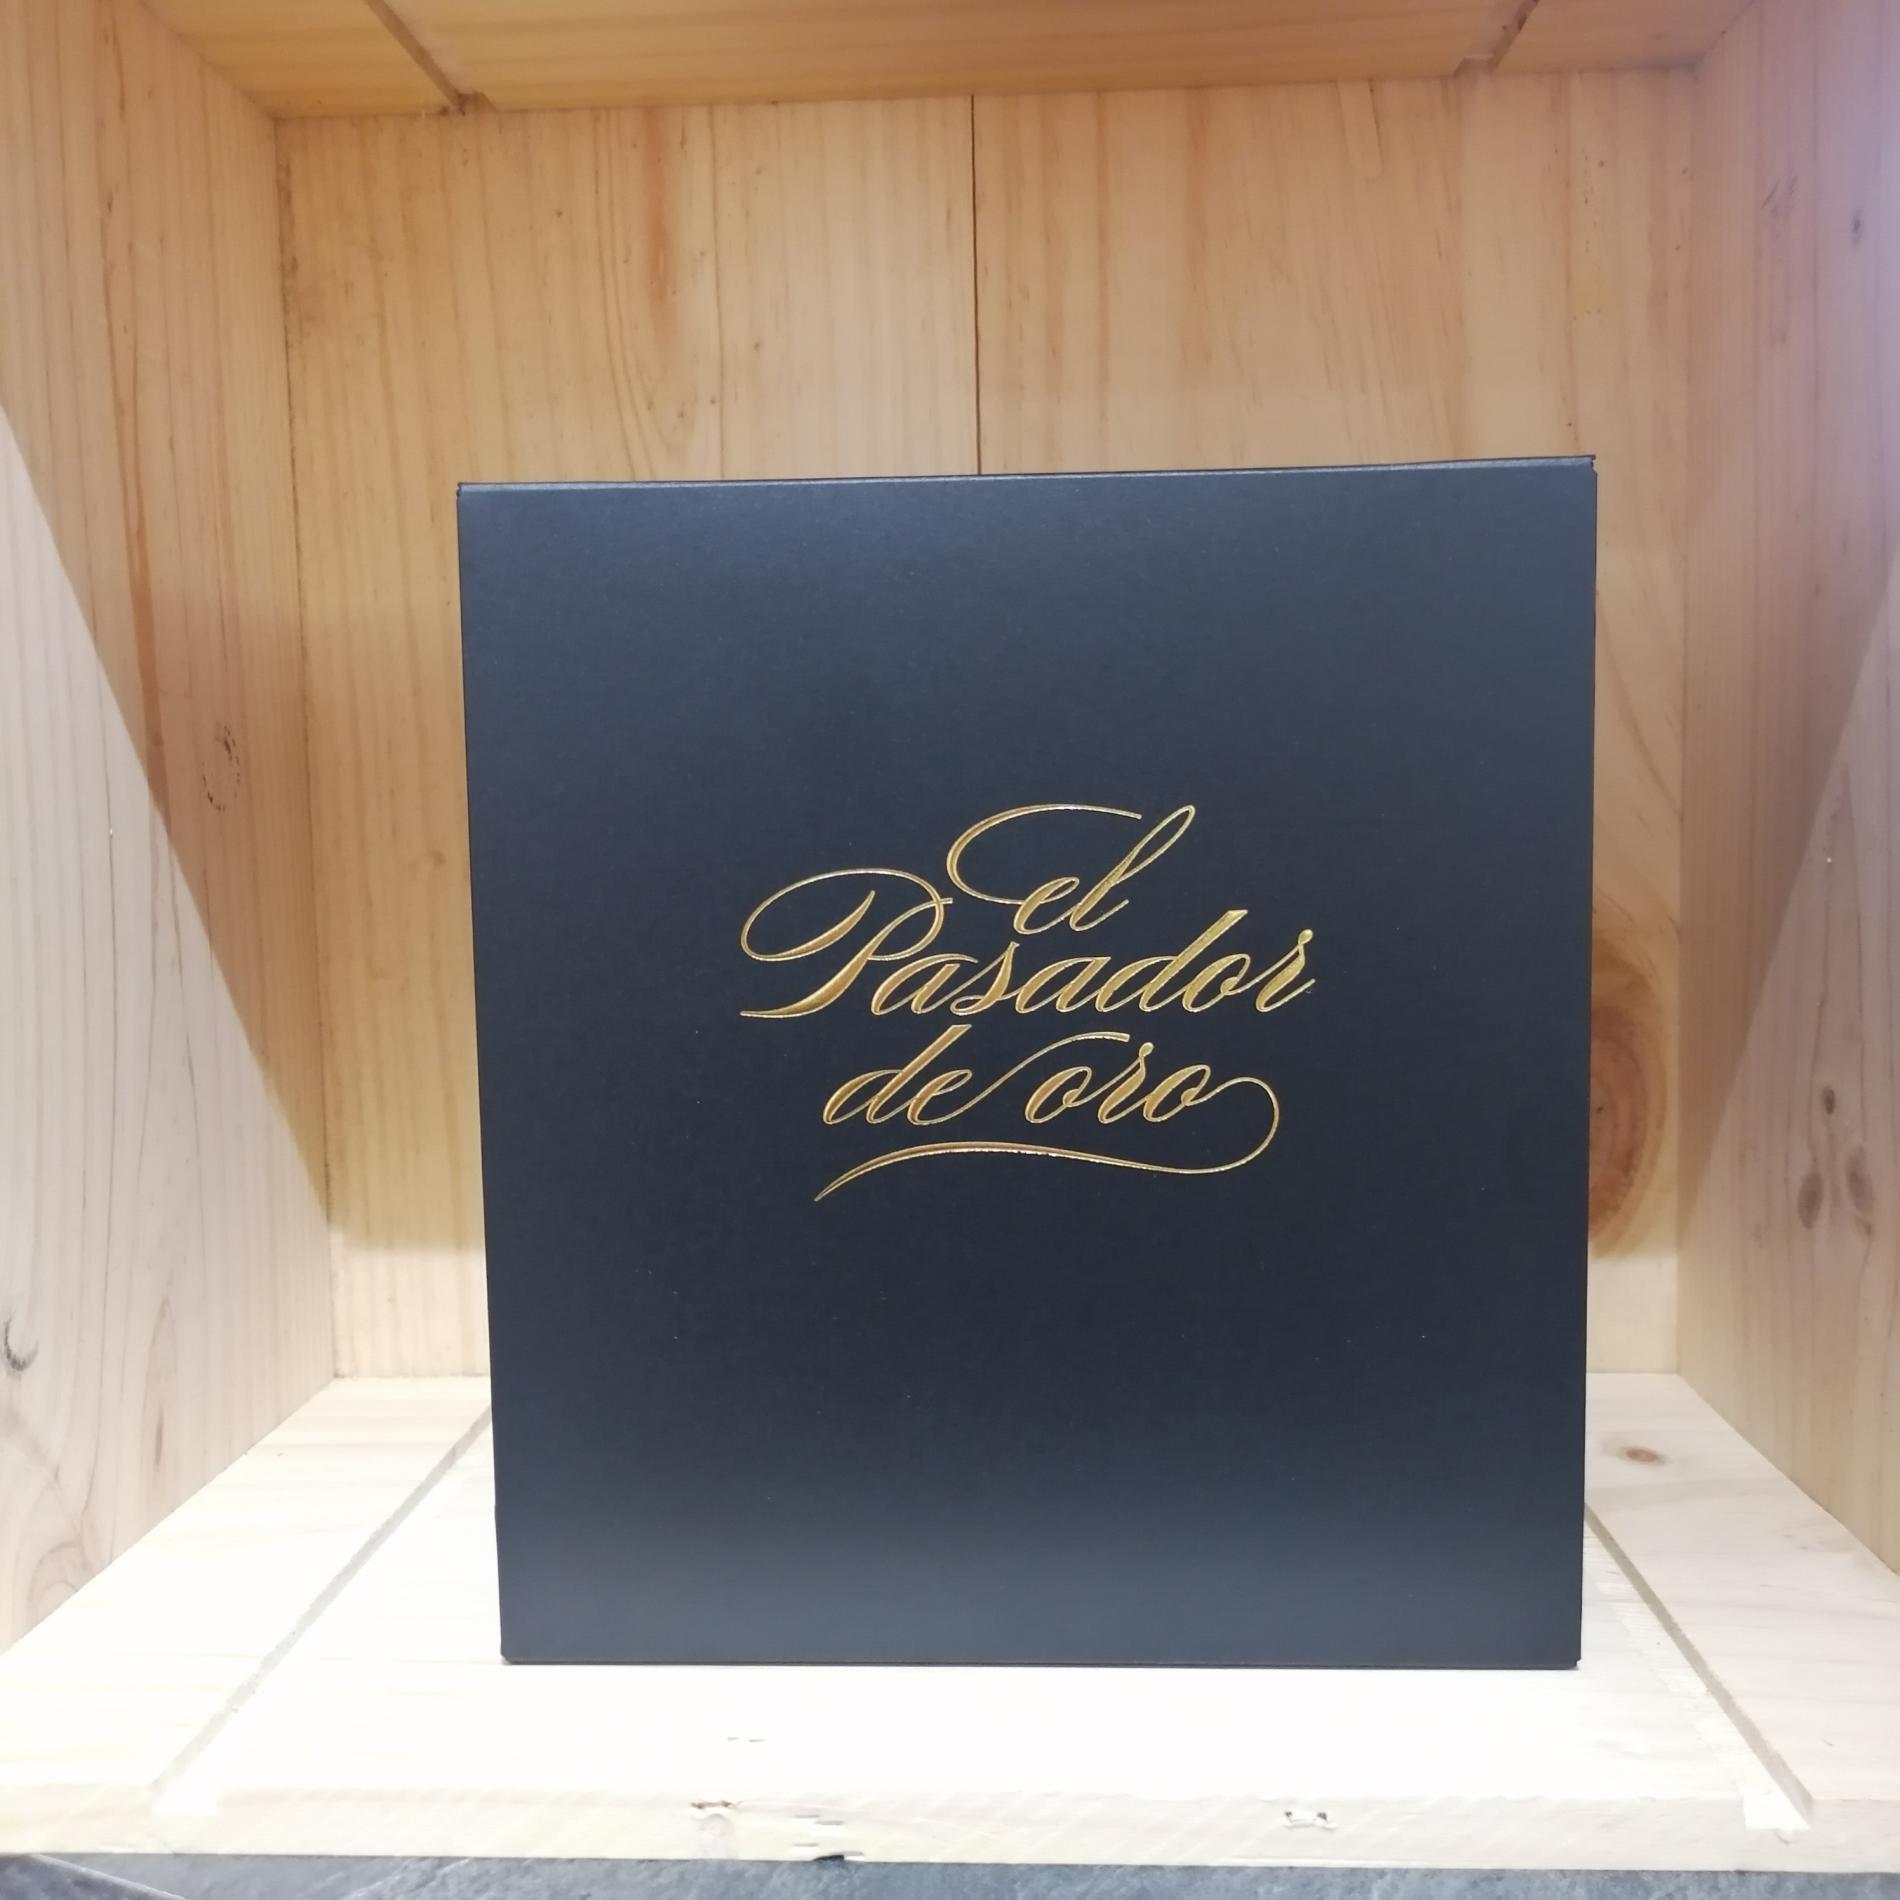 el
Pasador
de oro